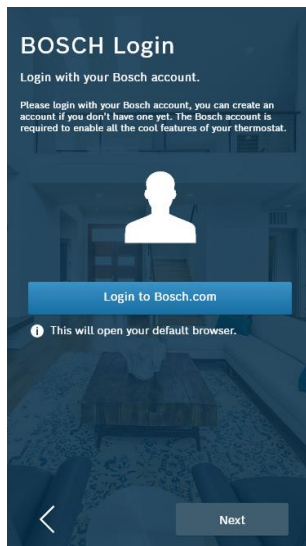 BOSCH Login
Login with your Bosch account.
Please login with your Bosch account, you can create an
account if you don't have one yet. The Bosch account is
required to enable all the cool features of your thermostat.
Login to Bosch.com
i This will open your default browser.
Next